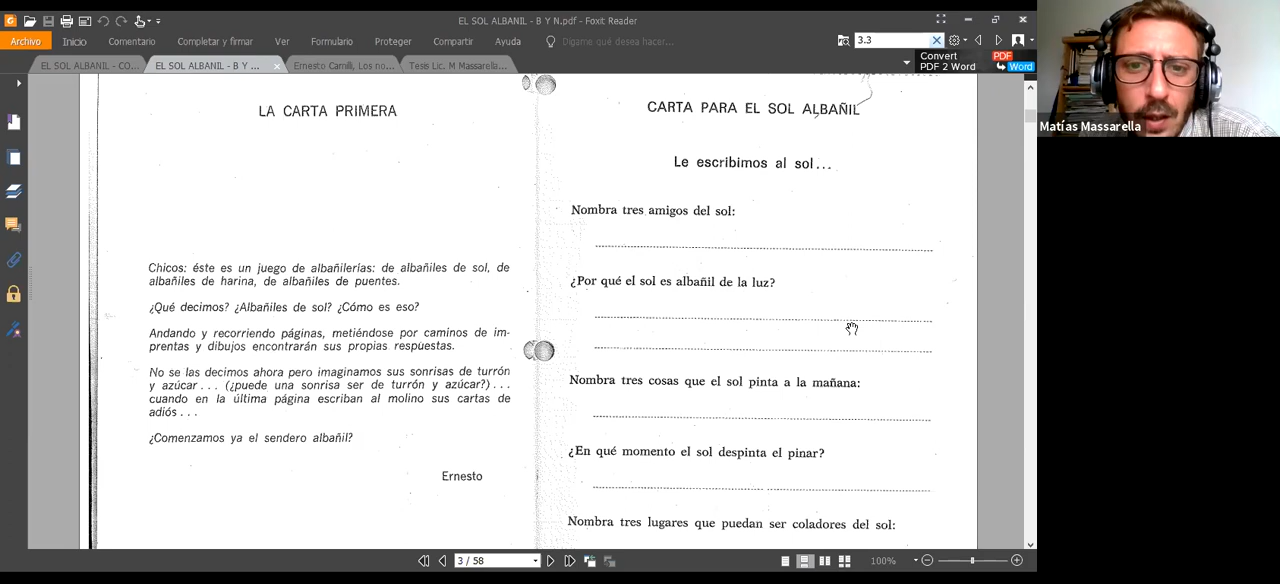 EL SOL ALBANIL - B Y N.pdf - Foxit Reader
Archivo Inicio Comentario Completar y firmar Ver Formulario Proteger Compartir Ayuda Digame qué desea hacer...
3.3
EL SOL ALBANIL - CO...
EL SOL ALBANIL - B Y ...
Ernesto Camilli, Los no...
Tesis Lic. M Massarella...
Convert
PDF 2 Word
PDF
Word
Matías Massarella
LA CARTA PRIMERA
Chicos: éste es un juego de albañilerías: de albañiles de sol, de
albañiles de harina, de albañiles de puentes.
¿Qué decimos? ¿Albañiles de sol? ¿Cómo es eso?
Andando y recorriendo páginas, metiéndose por caminos de im-
prentas y dibujos encontrarán sus propias respuestas.
No se las decimos ahora pero imaginamos sus sonrisas de turrón
y azúcar... (¿puede una sonrisa ser de turrón y azúcar?)...
cuando en la última página escriban al molino sus cartas de
adiós...
¿Comenzamos ya el sendero albañil?
Ernesto
CARTA PARA EL SOL ALBAÑIL
Le escribimos al sol...
Nombra tres amigos del sol:
¿Por qué el sol es albañil de la luz?
Nombra tres cosas que el sol pinta a la mañana:
¿En qué momento el sol despinta el pinar?
Nombra tres lugares que puedan ser coladores del sol:
3 / 58
100%